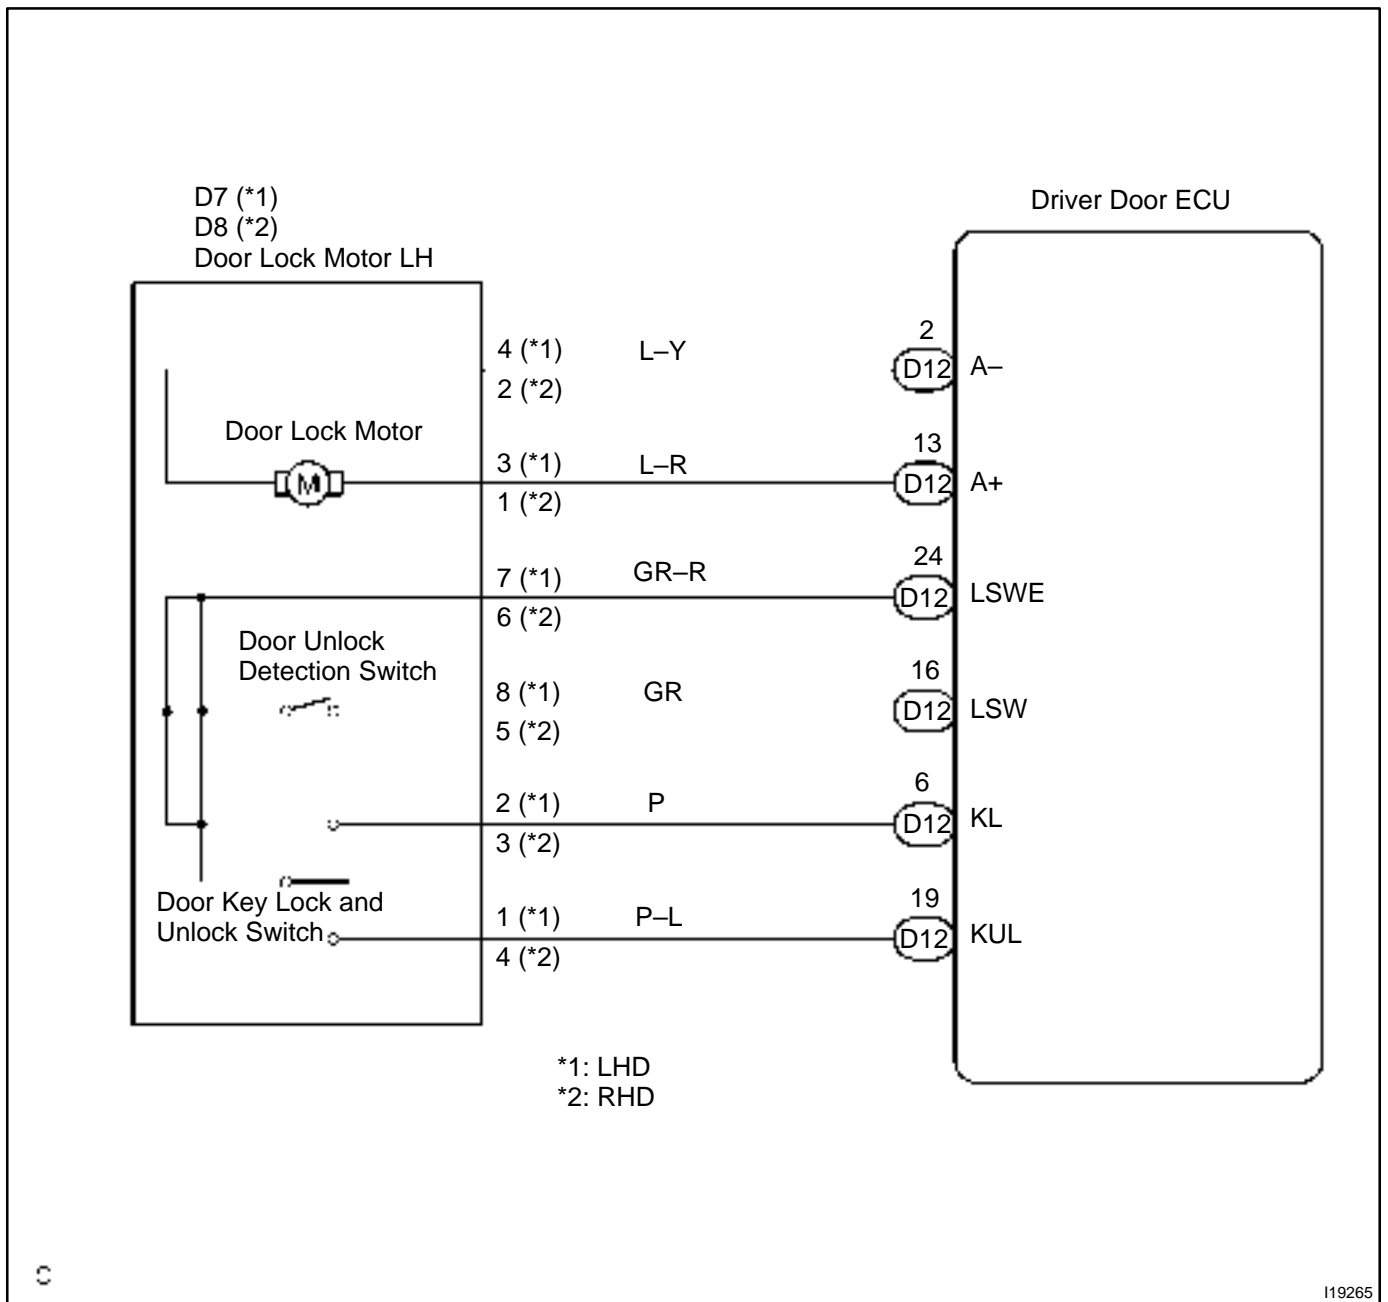 D7 (*1)
D8 (*2)
Door Lock Motor LH
Driver Door ECU
4 (*1)
L–Y
2 (*2)
2
D12
A–
Door Lock Motor
M
3 (*1)
L–R
1 (*2)
13
D12
A+
7 (*1)
GR–R
6 (*2)
24
D12
LSWE
Door Unlock
Detection Switch
8 (*1)
GR
5 (*2)
16
D12
LSW
2 (*1)
P
3 (*2)
6
D12
KL
Door Key Lock and
Unlock Switch
1 (*1)
P–L
4 (*2)
19
D12
KUL
*1: LHD
*2: RHD
I19265